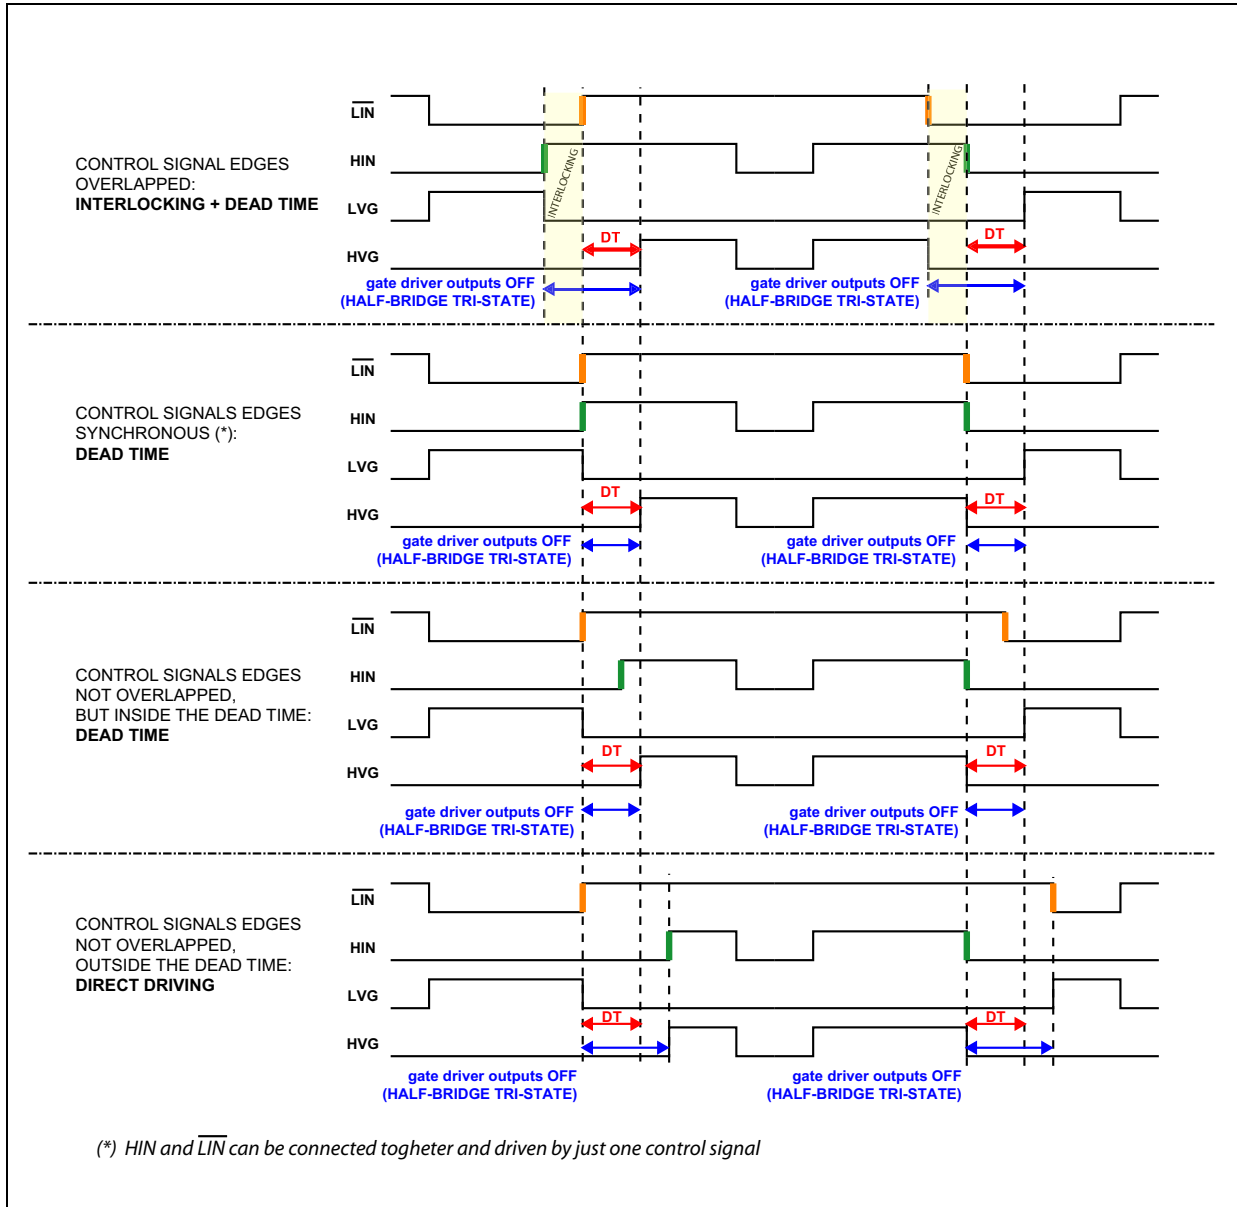 LIN
HIN
LVG
HVG
CONTROL SIGNAL EDGES
OVERLAPPED:
INTERLOCKING + DEAD TIME
INTERLOCKING
INTERLOCKING
DT
DT
gate driver outputs OFF
(HALF-BRIDGE TRI-STATE)
gate driver outputs OFF
(HALF-BRIDGE TRI-STATE)
LIN
HIN
LVG
HVG
CONTROL SIGNALS EDGES
SYNCHRONOUS (*):
DEAD TIME
DT
DT
gate driver outputs OFF
(HALF-BRIDGE TRI-STATE)
gate driver outputs OFF
(HALF-BRIDGE TRI-STATE)
LIN
HIN
LVG
HVG
CONTROL SIGNALS EDGES
NOT OVERLAPPED,
BUT INSIDE THE DEAD TIME:
DEAD TIME
DT
DT
gate driver outputs OFF
(HALF-BRIDGE TRI-STATE)
gate driver outputs OFF
(HALF-BRIDGE TRI-STATE)
LIN
HIN
LVG
HVG
CONTROL SIGNALS EDGES
NOT OVERLAPPED,
OUTSIDE THE DEAD TIME:
DIRECT DRIVING
DT
DT
gate driver outputs OFF
(HALF-BRIDGE TRI-STATE)
gate driver outputs OFF
(HALF-BRIDGE TRI-STATE)
(*) HIN and LIN can be connected togheter and driven by just one control signal